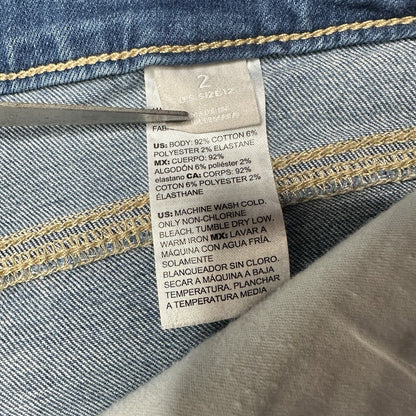 2
US SIZE 2
MADE IN
FAB
US: BODY: 92% COTTON 6%
POLYESTER 2% ELASTANE
MX: CUERPO: 92%
ALGODÓN 6% poliéster 2%
elastano CA: CORPS: 92%
COTON 6% POLYESTER 2%
ÉLASTHANE
US: MACHINE WASH COLD.
ONLY NON-CHLORINE
BLEACH. TUMBLE DRY LOW.
WARM IRON MX: LAVAR A
MÁQUINA CON AGUA FRÍA.
SOLAMENTE
BLANQUEADOR SIN CLORO.
SECAR A MÁQUINA A BAJA
TEMPERATURA. PLANCHAR
A TEMPERATURA MEDIA